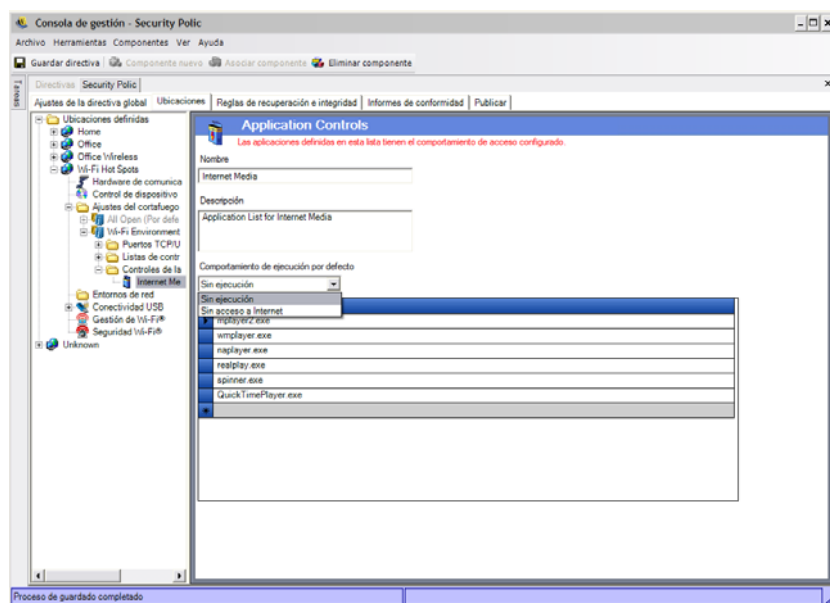 Consola de gestión - Security Polic
Archivo Herramientas Componentes Ver Ayuda
Guardar directiva Componente nuevo Asociar componente Eliminar componente
Tareas
Directivas Security Polic
Ajustes de la directiva global Ubicaciones Reglas de recuperación e integridad Informes de conformidad Publicar
Ubicaciones definidas
Home
Office
Office Wireless
Wi-Fi Hot Spots
Hardware de comunica
Control de dispositivo
Ajustes del cortafuego
All Open (Por defe
Wi-Fi Environment
Puertos TCP/U
Listas de contr
Controles de la
Internet Me
Entornos de red
Conectividad USB
Gestión de Wi-Fi®
Seguridad Wi-Fi®
Unknown
Application Controls
Las aplicaciones definidas en esta lista tienen el comportamiento de acceso configurado.
Nombre
Internet Media
Descripción
Application List for Internet Media
Comportamiento de ejecución por defecto
Sin ejecución
Sin ejecución
Sin acceso a Internet
mplayer2.exe
wmplayer.exe
naplayer.exe
realplay.exe
spinner.exe
QuickTimePlayer.exe
Proceso de guardado completado